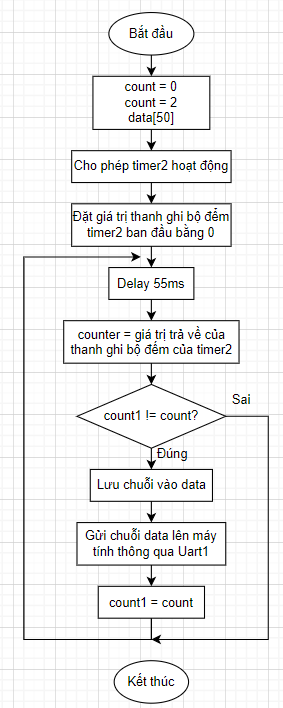 Bắt đầu
count = 0
count = 2
data[50]
Cho phép timer2 hoạt động
Đặt giá trị thanh ghi bộ đểm
timer2 ban đầu bằng 0
Delay 55ms
counter = giá trị trả về của
thanh ghi bộ đếm của timer2
count1 != count?
Sai
Đúng
Lưu chuỗi vào data
Gửi chuỗi data lên máy
tính thông qua Uart1
count1 = count
Kết thúc